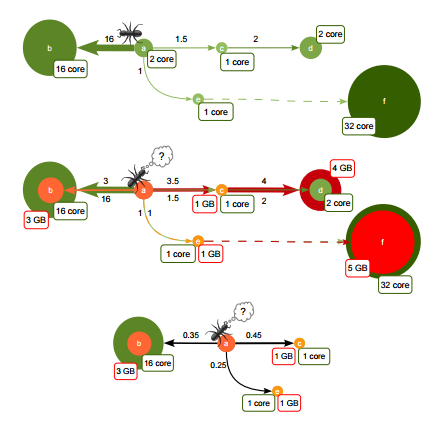 16
1.5
2
2 core
b
a
c
d
16 core
2 core
1 core
1
e
f
1 core
32 core
?
3
3.5
4
4 GB
b
a
c
d
16
1.5
2
3 GB
16 core
1 GB
1 core
2 core
1 1
e
f
1 core
1 GB
5 GB
32 core
?
0.35
0.45
b
a
c
3 GB
16 core
0.25
1 GB
1 core
e
1 core
1 GB